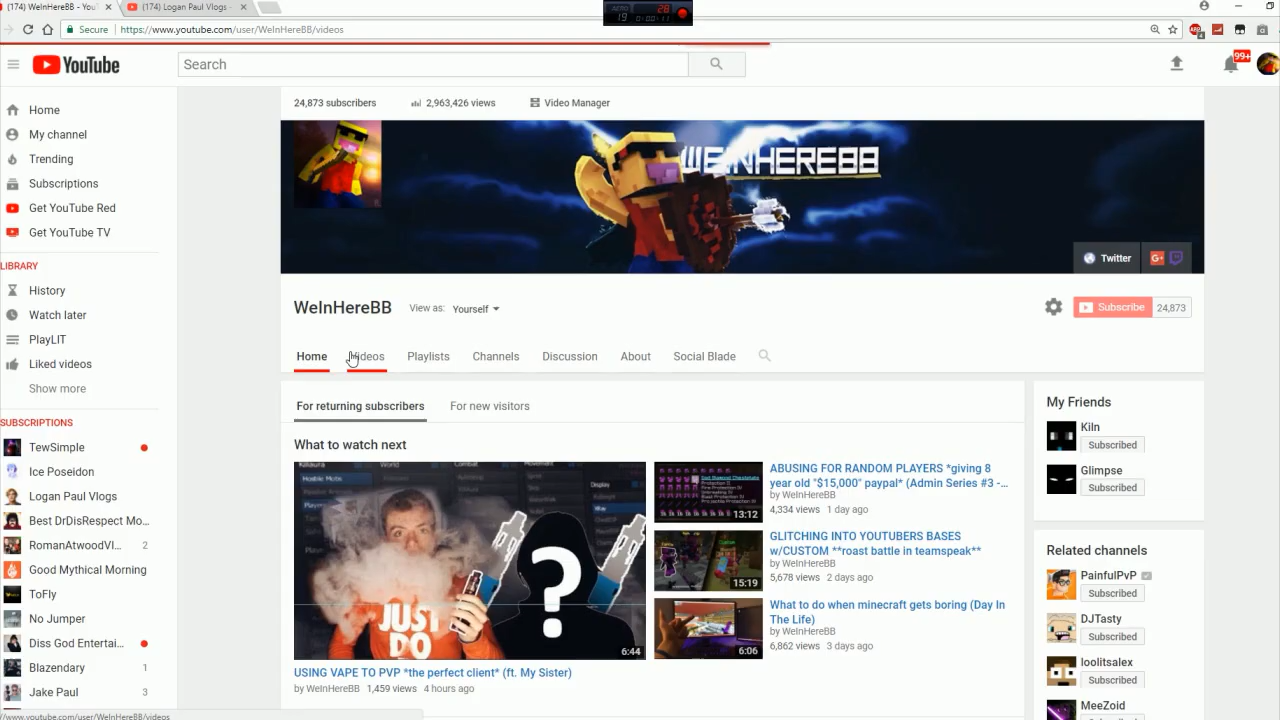 (174) WeInHereBB - YouTub
(174) Logan Paul Vlogs -
28
19
Secure
https://www.youtube.com/user/WeInHereBB/videos
YouTube
Search
99+
Home
My channel
Trending
Subscriptions
Get YouTube Red
Get YouTube TV
LIBRARY
History
Watch later
PlayLIT
Liked videos
Show more
SUBSCRIPTIONS
TewSimple
Ice Poseidon
Logan Paul Vlogs
Best DrDisRespect Mo...
RomanAtwoodVl... 2
Good Mythical Morning
ToFly
No Jumper
Diss God Entertai...
Blazendary 1
Jake Paul 3
24,873 subscribers
2,963,426 views
Video Manager
WEINHEREBB
Twitter
G+
WeInHereBB
View as: Yourself
Subscribe 24,873
Home Videos Playlists Channels Discussion About Social Blade
For returning subscribers
For new visitors
What to watch next
Killaura World Combat Movement
Display
JUST
DO
?
6:44
USING VAPE TO PVP *the perfect client* (ft. My Sister)
by WeInHereBB 1,459 views 4 hours ago
13:12
ABUSING FOR RANDOM PLAYERS *giving 8
year old "$15,000" paypal* (Admin Series #3 -...
by WeInHereBB
4,334 views 1 day ago
15:19
GLITCHING INTO YOUTUBERS BASES
w/CUSTOM **roast battle in teamspeak**
by WeInHereBB
5,678 views 2 days ago
6:06
What to do when minecraft gets boring (Day In
The Life)
by WeInHereBB
6,862 views 3 days ago
My Friends
Kiln
Subscribed
Glimpse
Subscribed
Related channels
PainfulPvP
Subscribed
DJTasty
Subscribed
loolitsalex
Subscribed
MeeZoid
Subscribed
//www.youtube.com/user/WeInHereBB/videos